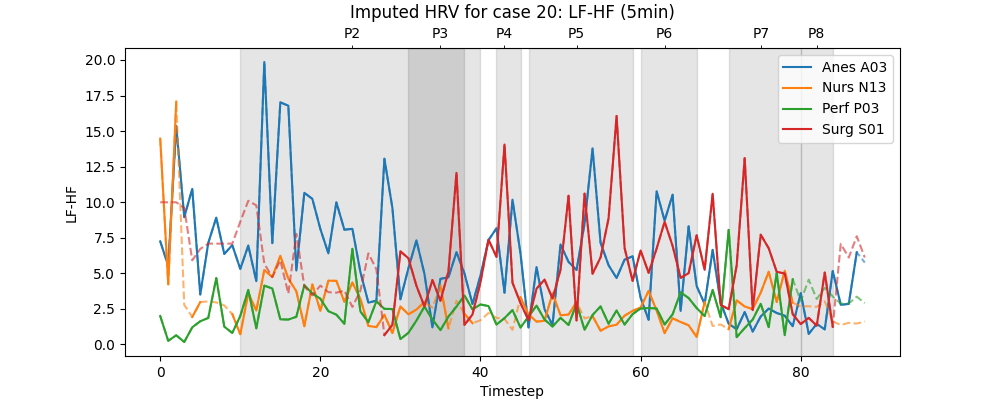 Imputed HRV for case 20: LF-HF (5min)
P2 P3 P4 P5 P6 P7 P8
20.0
17.5
15.0
12.5
10.0
7.5
5.0
2.5
0.0
LF-HF
Anes A03
Nurs N13
Perf P03
Surg S01
0 20 40 60 80
Timestep